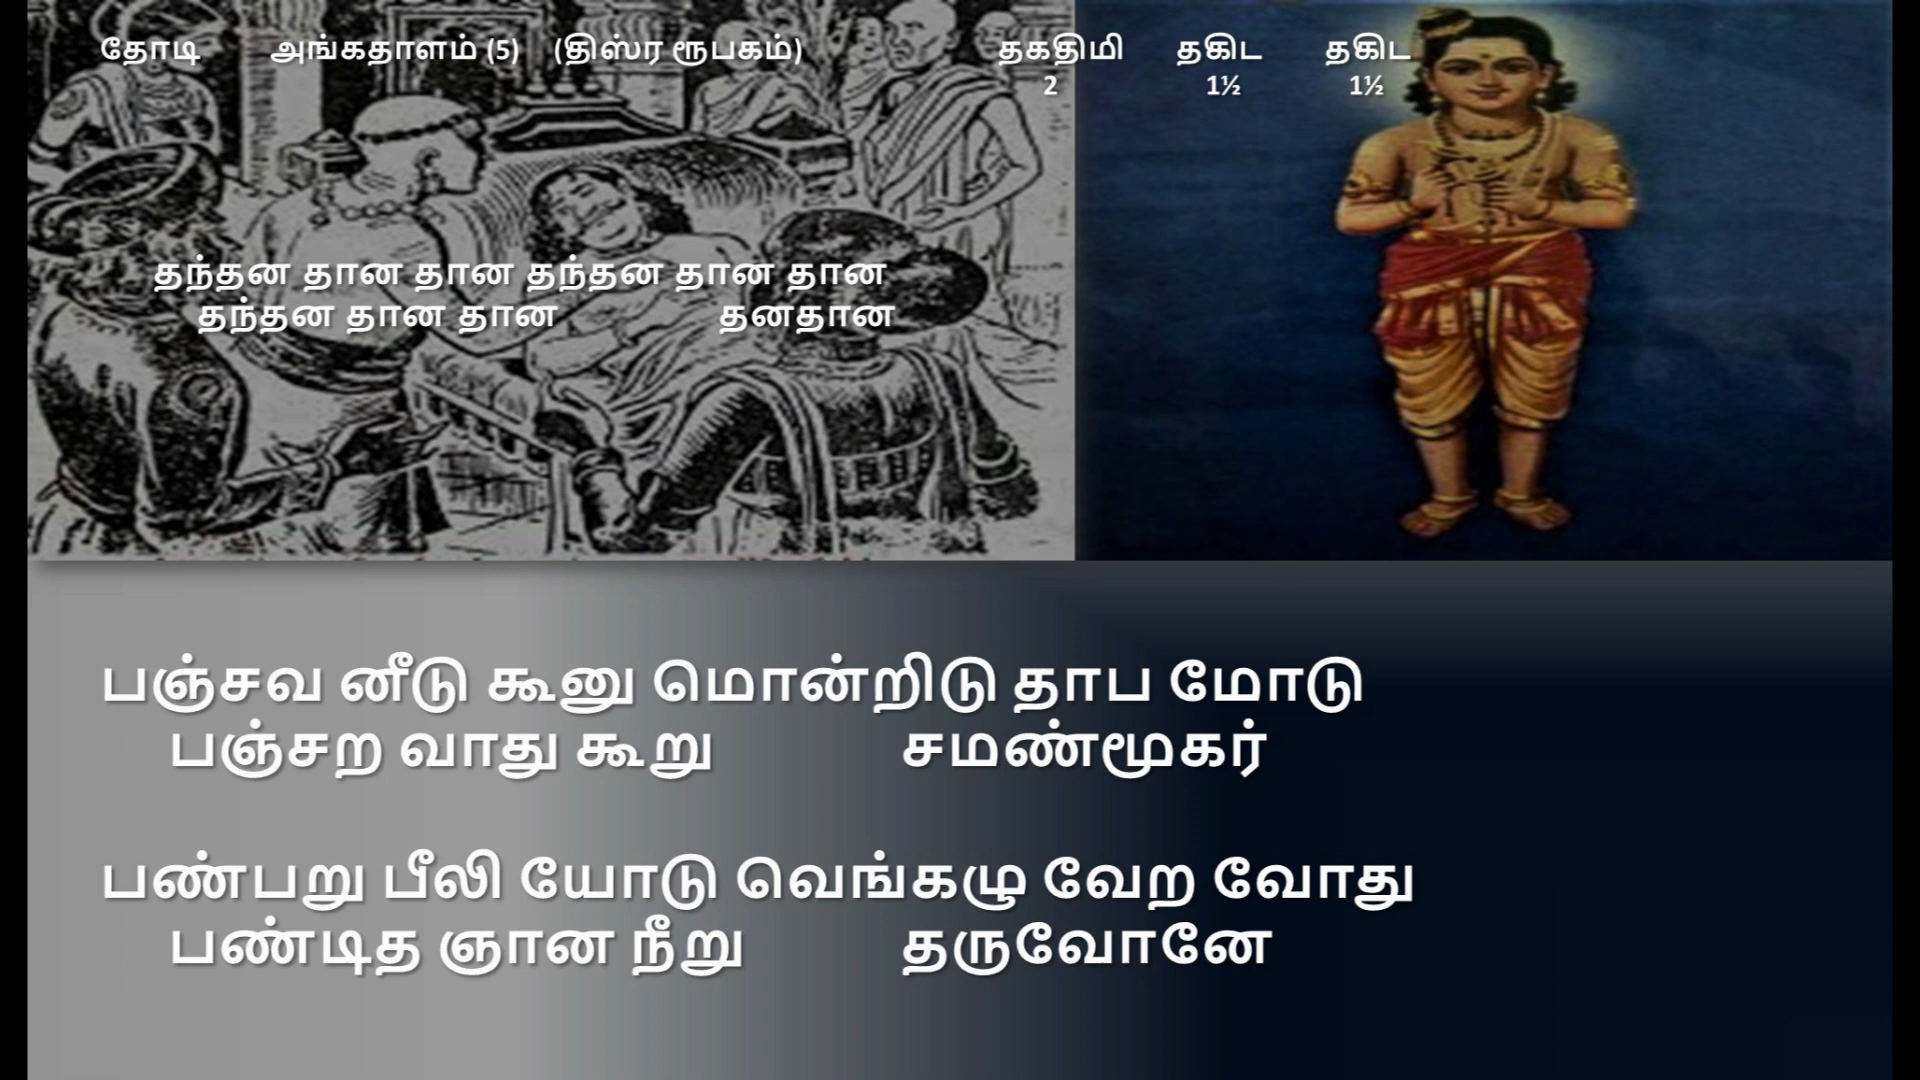 தோடி அங்கதாளம் (5) (திஸ்ர ரூபகம்) தகதிமி தகிட தகிட
2 1½ 1½
தந்தன தான தான தந்தன தான தான
தந்தன தான தான தனதான
பஞ்சவ னீடு கூனு மொன்றிடு தாப மோடு
பஞ்சற வாது கூறு சமண்மூகர்
பண்பறு பீலி யோடு வெங்கழு வேற வோது
பண்டித ஞான நீறு தருவோனே